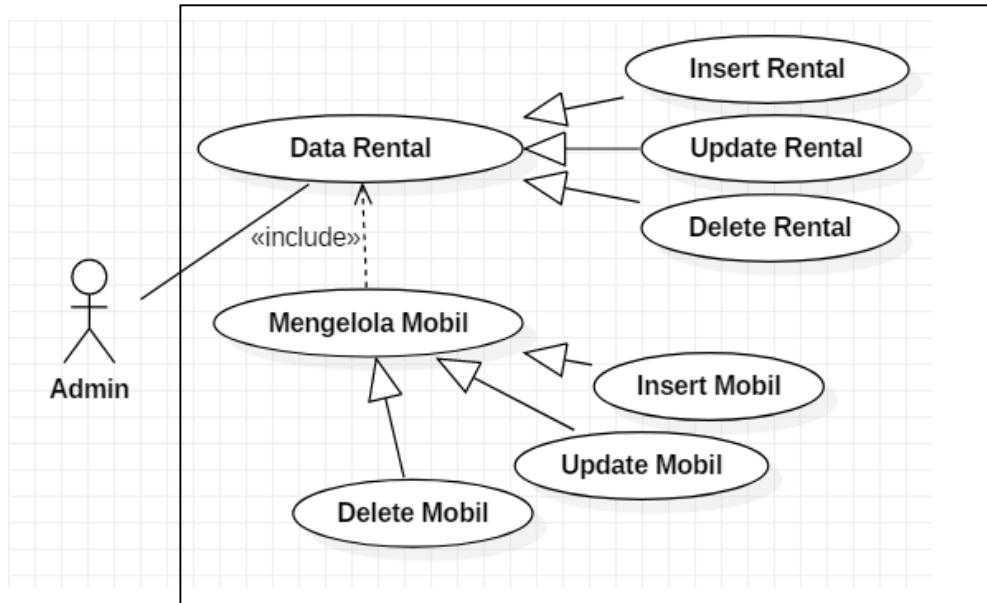 Insert Rental
Data Rental
Update Rental
Delete Rental
«include»
Mengelola Mobil
Admin
Insert Mobil
Update Mobil
Delete Mobil